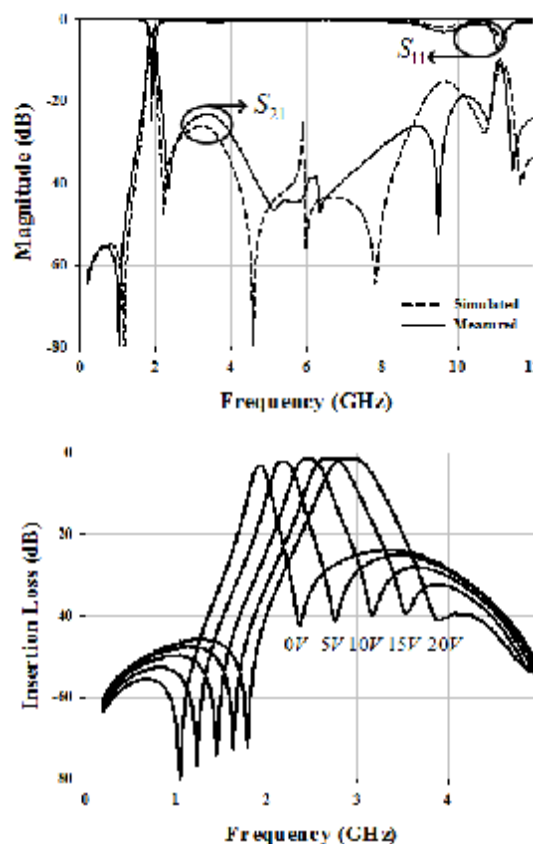 0
-20
-40
-60
-80
Magnitude (dB)
S11
S21
Simulated
Measured
0 2 4 6 8 10 12
Frequency (GHz)
0
20
40
-60
80
Insertion Loss (dB)
0V 5V 10V 15V 20V
0 1 2 3 4
Frequency (GHz)